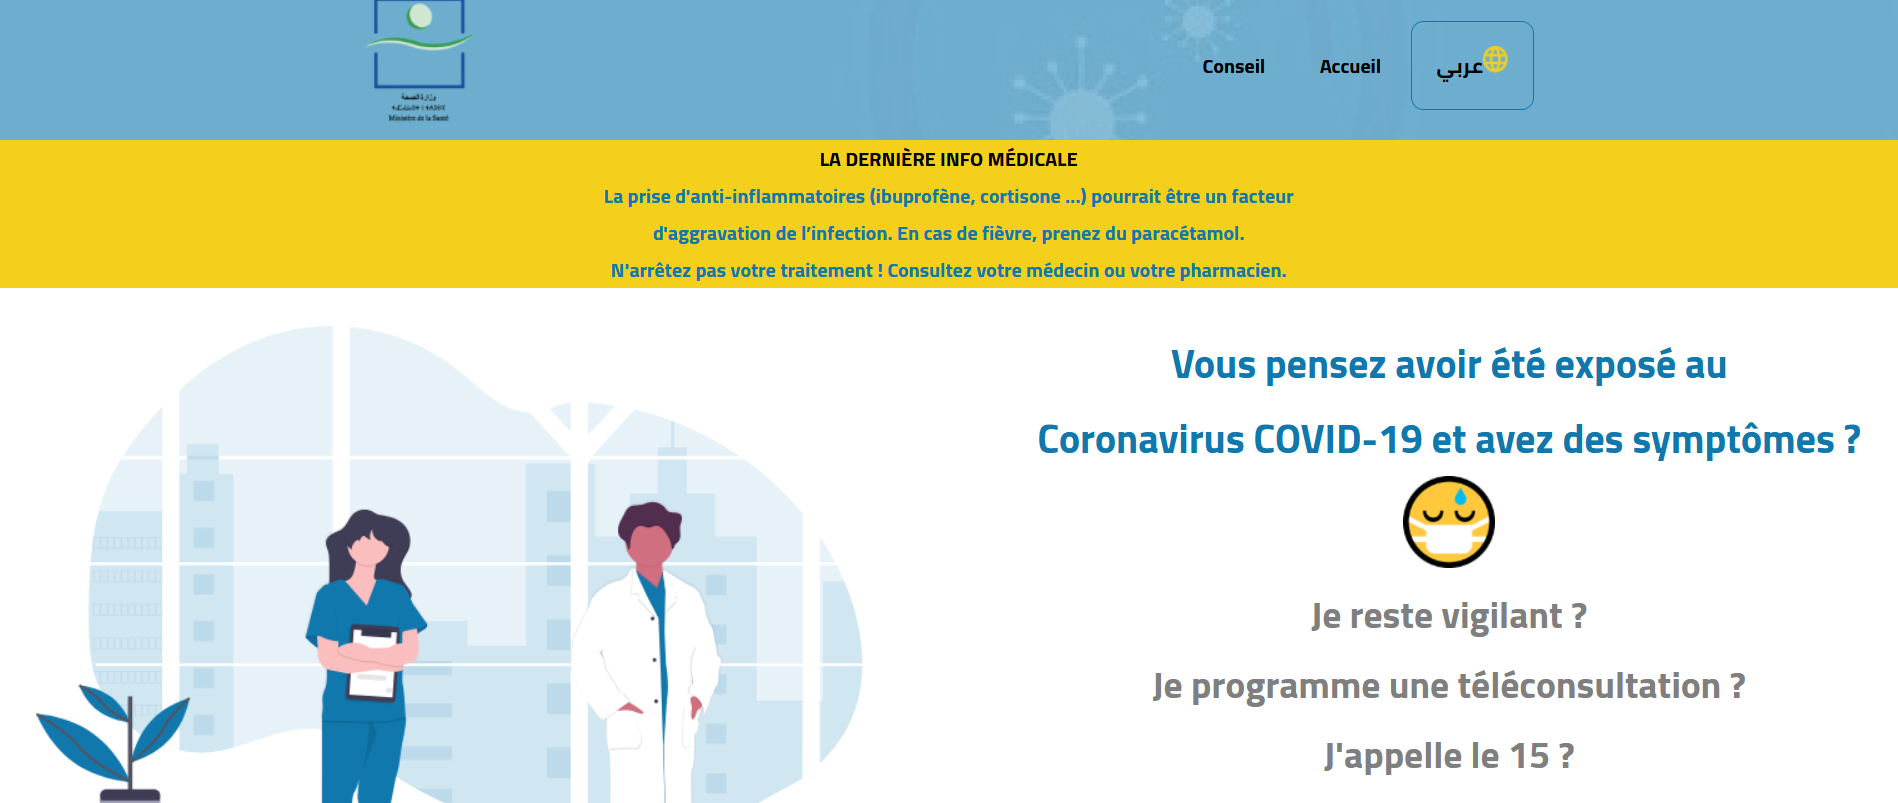 وزارة الصحة
Ministère de la Santé
Conseil
Accueil
عربي
LA DERNIÈRE INFO MÉDICALE
La prise d'anti-inflammatoires (ibuprofène, cortisone ...) pourrait être un facteur
d'aggravation de l’infection. En cas de fièvre, prenez du paracétamol.
N'arrêtez pas votre traitement ! Consultez votre médecin ou votre pharmacien.
Vous pensez avoir été exposé au
Coronavirus COVID-19 et avez des symptômes ?
Je reste vigilant ?
Je programme une téléconsultation ?
J'appelle le 15 ?